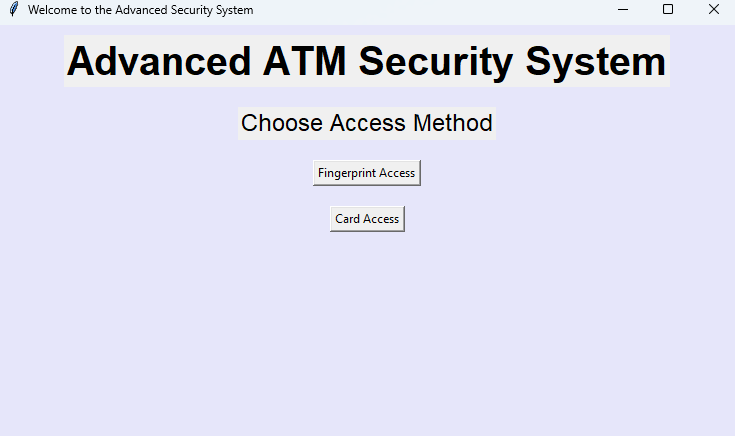 Welcome to the Advanced Security System
Advanced ATM Security System
Choose Access Method
Fingerprint Access
Card Access